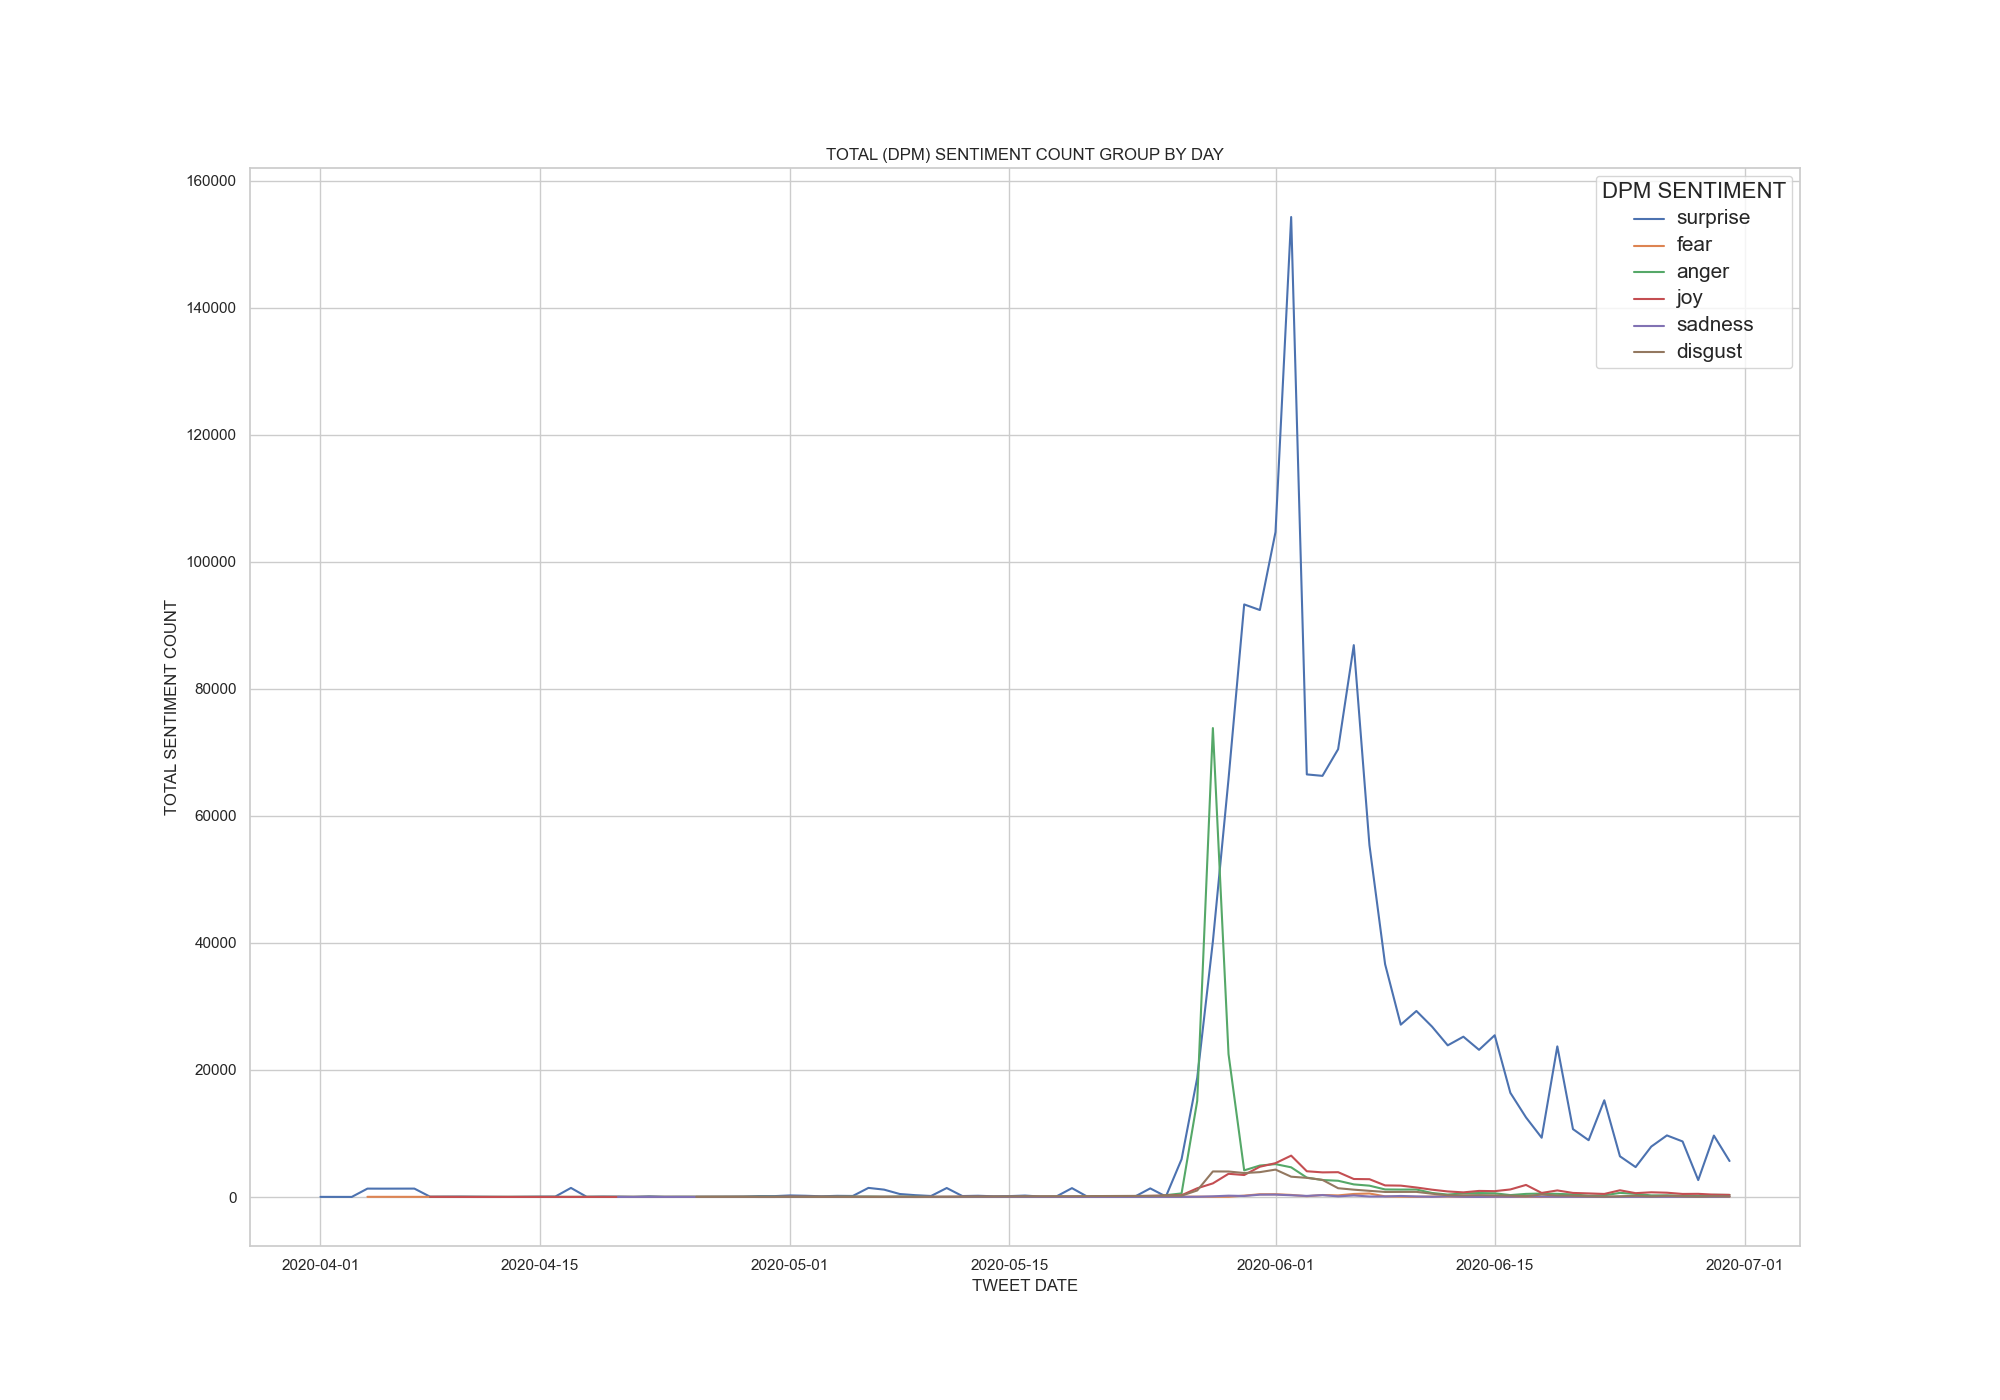 TOTAL (DPM) SENTIMENT COUNT GROUP BY DAY
160000
140000
120000
100000
80000
60000
40000
20000
0
TOTAL SENTIMENT COUNT
DPM SENTIMENT
surprise
fear
anger
joy
sadness
disgust
2020-04-01 2020-04-15 2020-05-01 2020-05-15 2020-06-01 2020-06-15 2020-07-01
TWEET DATE